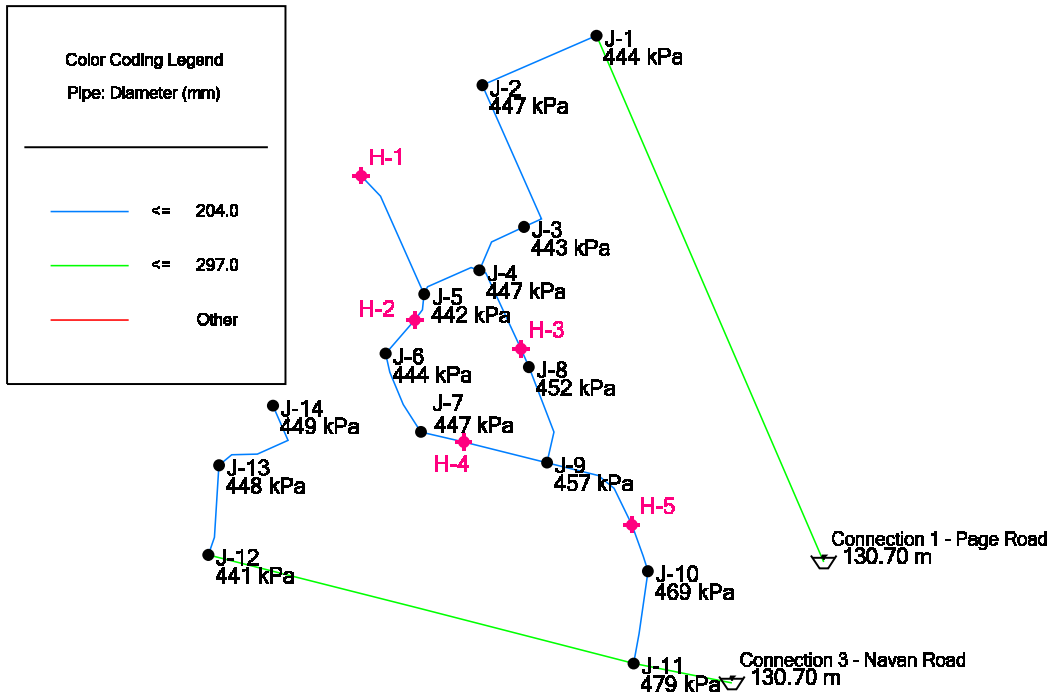 Color Coding Legend
Pipe: Diameter (mm)
<= 204.0
<= 297.0
Other
J-1
444 kPa
J-2
447 kPa
H-1
J-3
443 kPa
J-4
447 kPa
J-5
442 kPa
H-2
H-3
J-6
444 kPa
J-8
452 kPa
J-7
447 kPa
J-14
449 kPa
H-4
J-9
457 kPa
J-13
448 kPa
H-5
Connection 1 - Page Road
130.70 m
J-12
441 kPa
J-10
469 kPa
J-11
479 kPa
Connection 3 - Navan Road
130.70 m